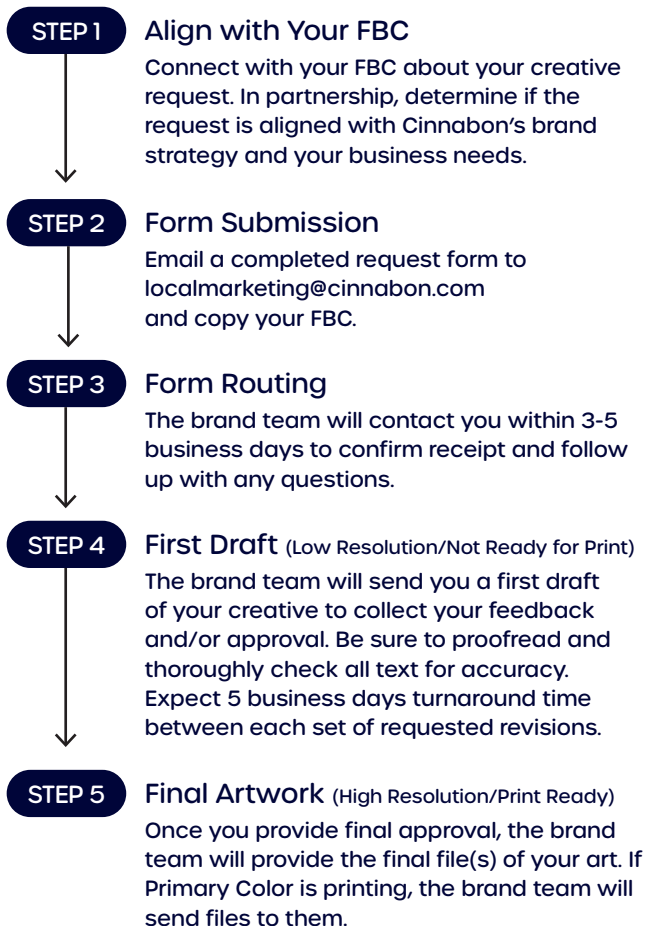 STEP 1
Align with Your FBC
Connect with your FBC about your creative
request. In partnership, determine if the
request is aligned with Cinnabon's brand
strategy and your business needs.
STEP 2
Form Submission
Email a completed request form to
localmarketing@cinnabon.com
and copy your FBC.
STEP 3
Form Routing
The brand team will contact you within 3-5
business days to confirm receipt and follow
up with any questions.
STEP 4
First Draft (Low Resolution/Not Ready for Print)
The brand team will send you a first draft
of your creative to collect your feedback
and/or approval. Be sure to proofread and
thoroughly check all text for accuracy.
Expect 5 business days turnaround time
between each set of requested revisions.
STEP 5
Final Artwork (High Resolution/Print Ready)
Once you provide final approval, the brand
team will provide the final file(s) of your art. If
Primary Color is printing, the brand team will
send files to them.